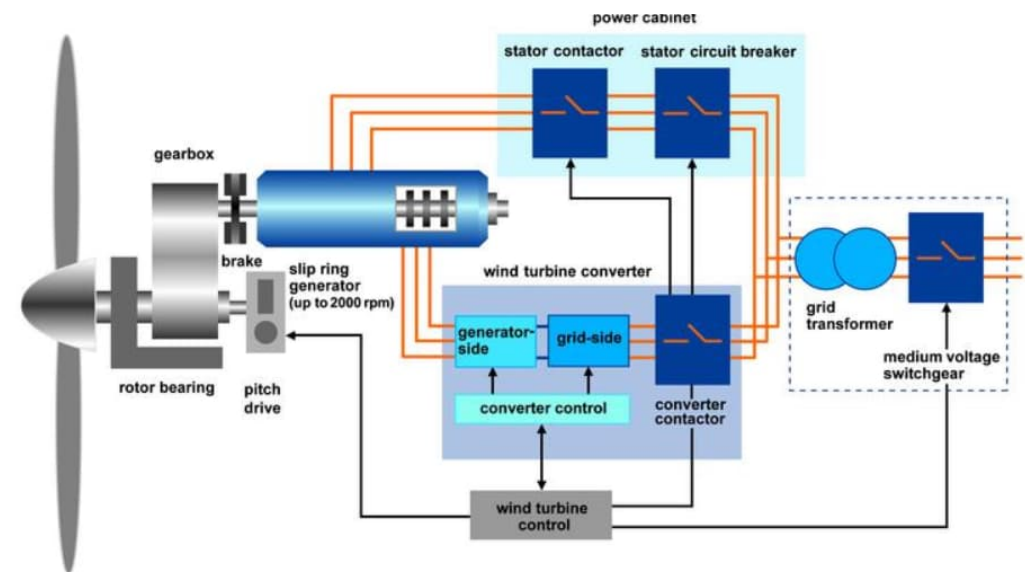 power cabinet
stator contactor
stator circuit breaker
gearbox
brake
slip ring
generator
(up to 2000 rpm)
wind turbine converter
generator-
side
grid-side
grid
transformer
rotor bearing
pitch
drive
converter control
converter
contactor
medium voltage
switchgear
wind turbine
control